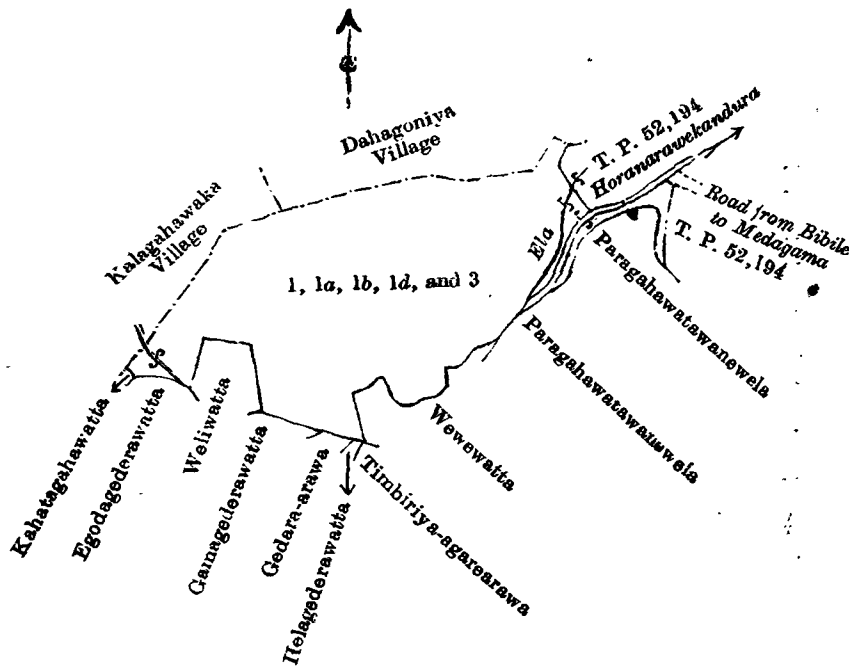 Dahagoniya
Village
T. P. 52,194
Horanarawekandura
Kalagahawaka
Village
Ela
Road from Bibile
to Medagama
T. P. 52,194
1, 1a, 1b, 1d, and 3
Paragahawatawanewela
Paragahawatawanewela
Kahatagahawatta
Egodagederawatta
Weliwatta
Gamagederawatta
Gedara-arawa
Helagederawatta
Timbiriya-agarearawa
Wewewatta